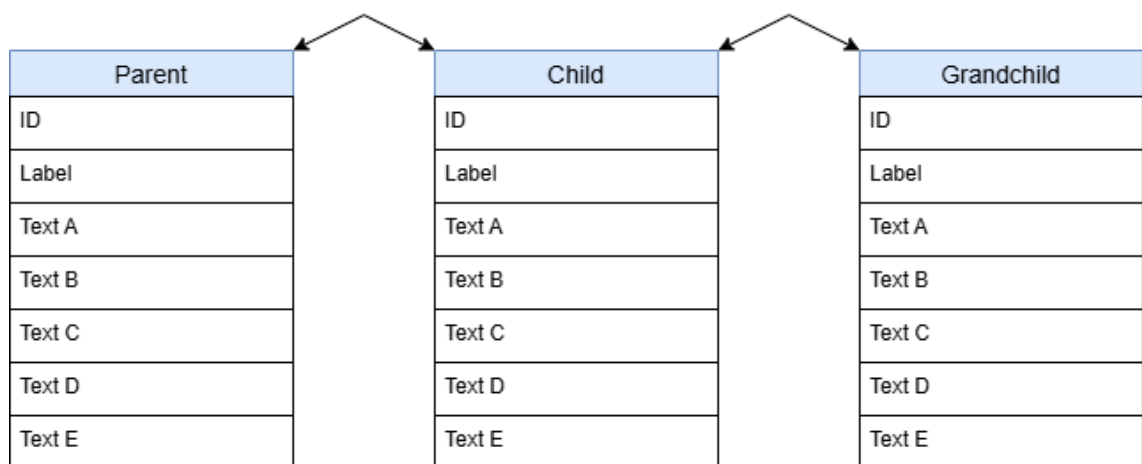 Parent
ID
Label
Text A
Text B
Text C
Text D
Text E
Child
ID
Label
Text A
Text B
Text C
Text D
Text E
Grandchild
ID
Label
Text A
Text B
Text C
Text D
Text E